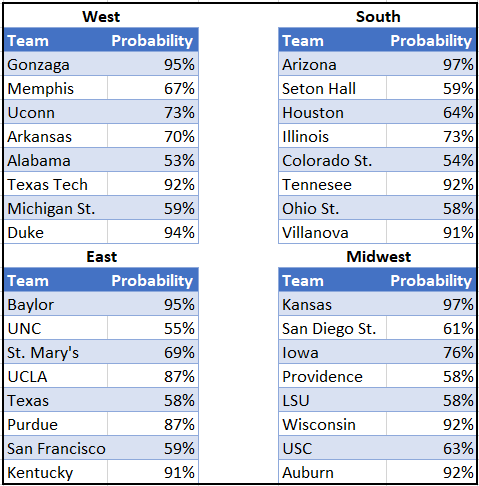 West
Team Probability
Gonzaga 95%
Memphis 67%
Uconn 73%
Arkansas 70%
Alabama 53%
Texas Tech 92%
Michigan St. 59%
Duke 94%
South
Team Probability
Arizona 97%
Seton Hall 59%
Houston 64%
Illinois 73%
Colorado St. 54%
Tennesee 92%
Ohio St. 58%
Villanova 91%
East
Team Probability
Baylor 95%
UNC 55%
St. Mary's 69%
UCLA 87%
Texas 58%
Purdue 87%
San Francisco 59%
Kentucky 91%
Midwest
Team Probability
Kansas 97%
San Diego St. 61%
Iowa 76%
Providence 58%
LSU 58%
Wisconsin 92%
USC 63%
Auburn 92%